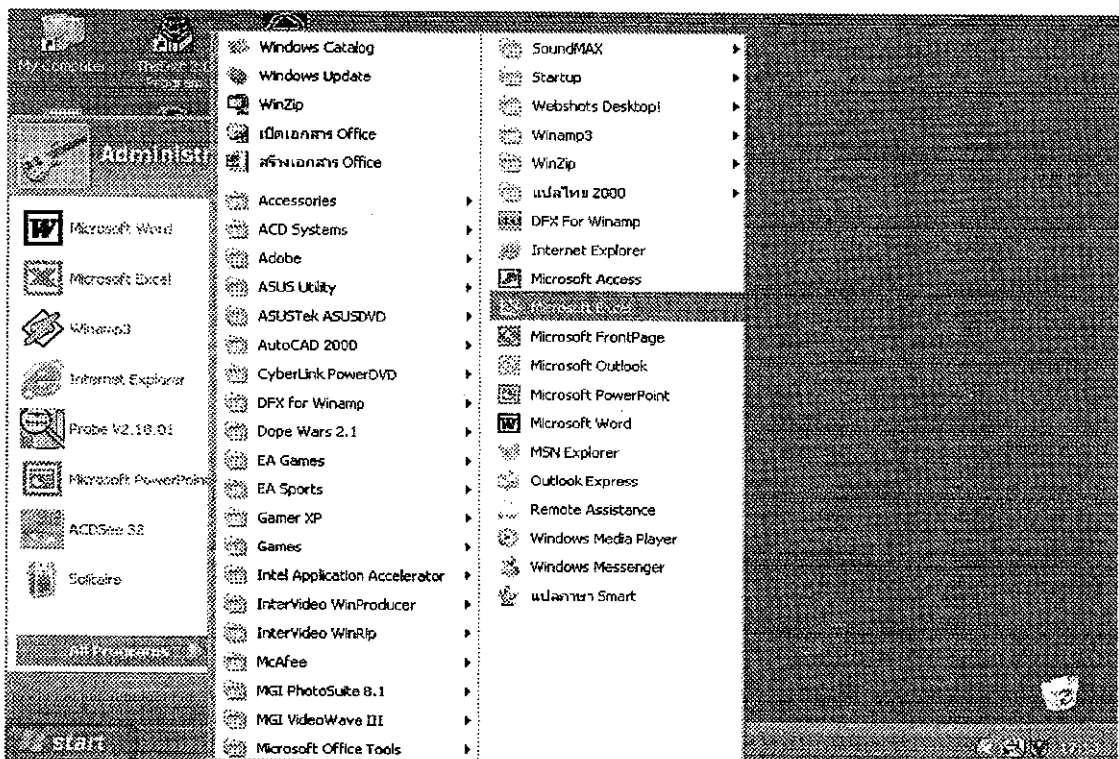 My Computer
Administr
Microsoft Word
Microsoft Excel
Winamp3
Internet Explorer
Probe V2.18.01
Microsoft PowerPoint
ACDSee 32
Solitaire
All Programs
start
Windows Catalog
Windows Update
WinZip
เปิดเอกสาร Office
สร้างเอกสาร Office
Accessories
ACD Systems
Adobe
ASUS Utility
ASUSTek ASUSDVD
AutoCAD 2000
CyberLink PowerDVD
DFX for Winamp
Dope Wars 2.1
EA Games
EA Sports
Gamer XP
Games
Intel Application Accelerator
InterVideo WinProducer
InterVideo WinRip
McAfee
MGI PhotoSuite 8.1
MGI VideoWave III
Microsoft Office Tools
SoundMAX
Startup
Webshots Desktop!
Winamp3
WinZip
แปลไทย 2000
DFX For Winamp
Internet Explorer
Microsoft Access
Microsoft Excel
Microsoft FrontPage
Microsoft Outlook
Microsoft PowerPoint
Microsoft Word
MSN Explorer
Outlook Express
Remote Assistance
Windows Media Player
Windows Messenger
แปลภาษา Smart